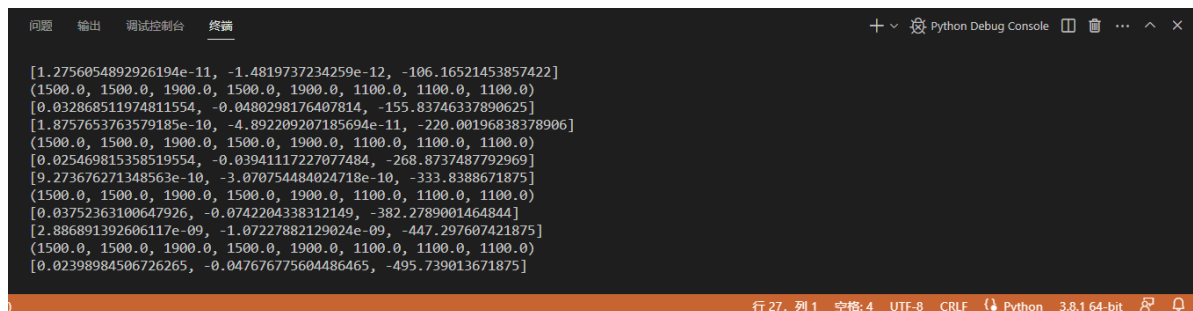 问题 输出 调试控制台 终端 Python Debug Console
[1.2756054892926194e-11, -1.4819737234259e-12, -106.16521453857422]
(1500.0, 1500.0, 1900.0, 1500.0, 1900.0, 1100.0, 1100.0, 1100.0)
[0.032868511974811554, -0.0480298176407814, -155.83746337890625]
[1.8757653763579185e-10, -4.892209207185694e-11, -220.00196838378906]
(1500.0, 1500.0, 1900.0, 1500.0, 1900.0, 1100.0, 1100.0, 1100.0)
[0.025469815358519554, -0.03941117227077484, -268.8737487792969]
[9.273676271348563e-10, -3.070754484024718e-10, -333.8388671875]
(1500.0, 1500.0, 1900.0, 1500.0, 1900.0, 1100.0, 1100.0, 1100.0)
[0.03752363100647926, -0.0742204338312149, -382.2789001464844]
[2.886891392606117e-09, -1.07227882129024e-09, -447.297607421875]
(1500.0, 1500.0, 1900.0, 1500.0, 1900.0, 1100.0, 1100.0, 1100.0)
[0.02398984506726265, -0.047676775604486465, -495.739013671875]
行 27，列 1 空格: 4 UTF-8 CRLF Python 3.8.1 64-bit